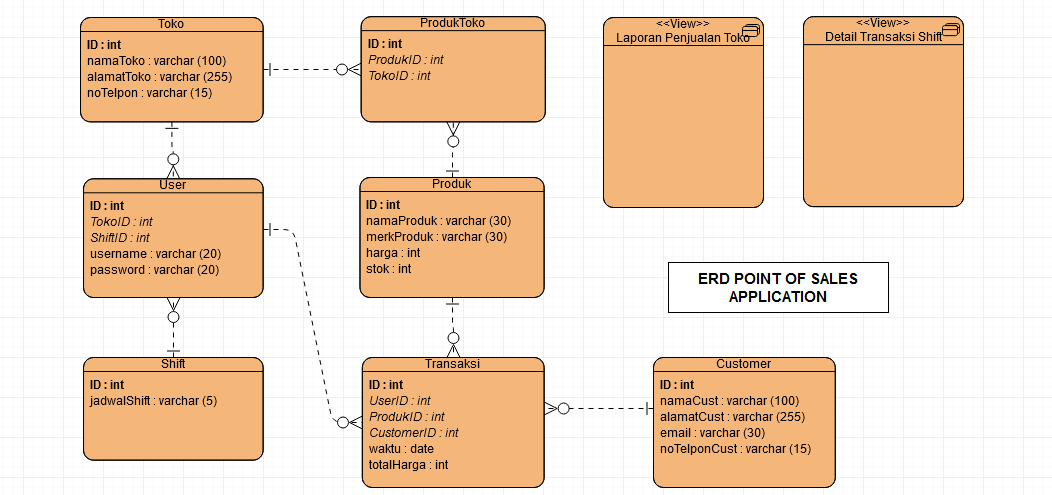 Toko
ID : int
namaToko : varchar (100)
alamatToko : varchar (255)
noTelpon : varchar (15)
ProdukToko
ID : int
ProdukID : int
TokoID : int
<<View>>
Laporan Penjualan Toko
<<View>>
Detail Transaksi Shift
User
ID : int
TokoID : int
ShiftID : int
username : varchar (20)
password : varchar (20)
Produk
ID : int
namaProduk : varchar (30)
merkProduk : varchar (30)
harga : int
stok : int
ERD POINT OF SALES
APPLICATION
Shift
ID : int
jadwalShift : varchar (5)
Transaksi
ID : int
UserID : int
ProdukID : int
CustomerID : int
waktu : date
totalHarga : int
Customer
ID : int
namaCust : varchar (100)
alamatCust : varchar (255)
email : varchar (30)
noTelponCust : varchar (15)